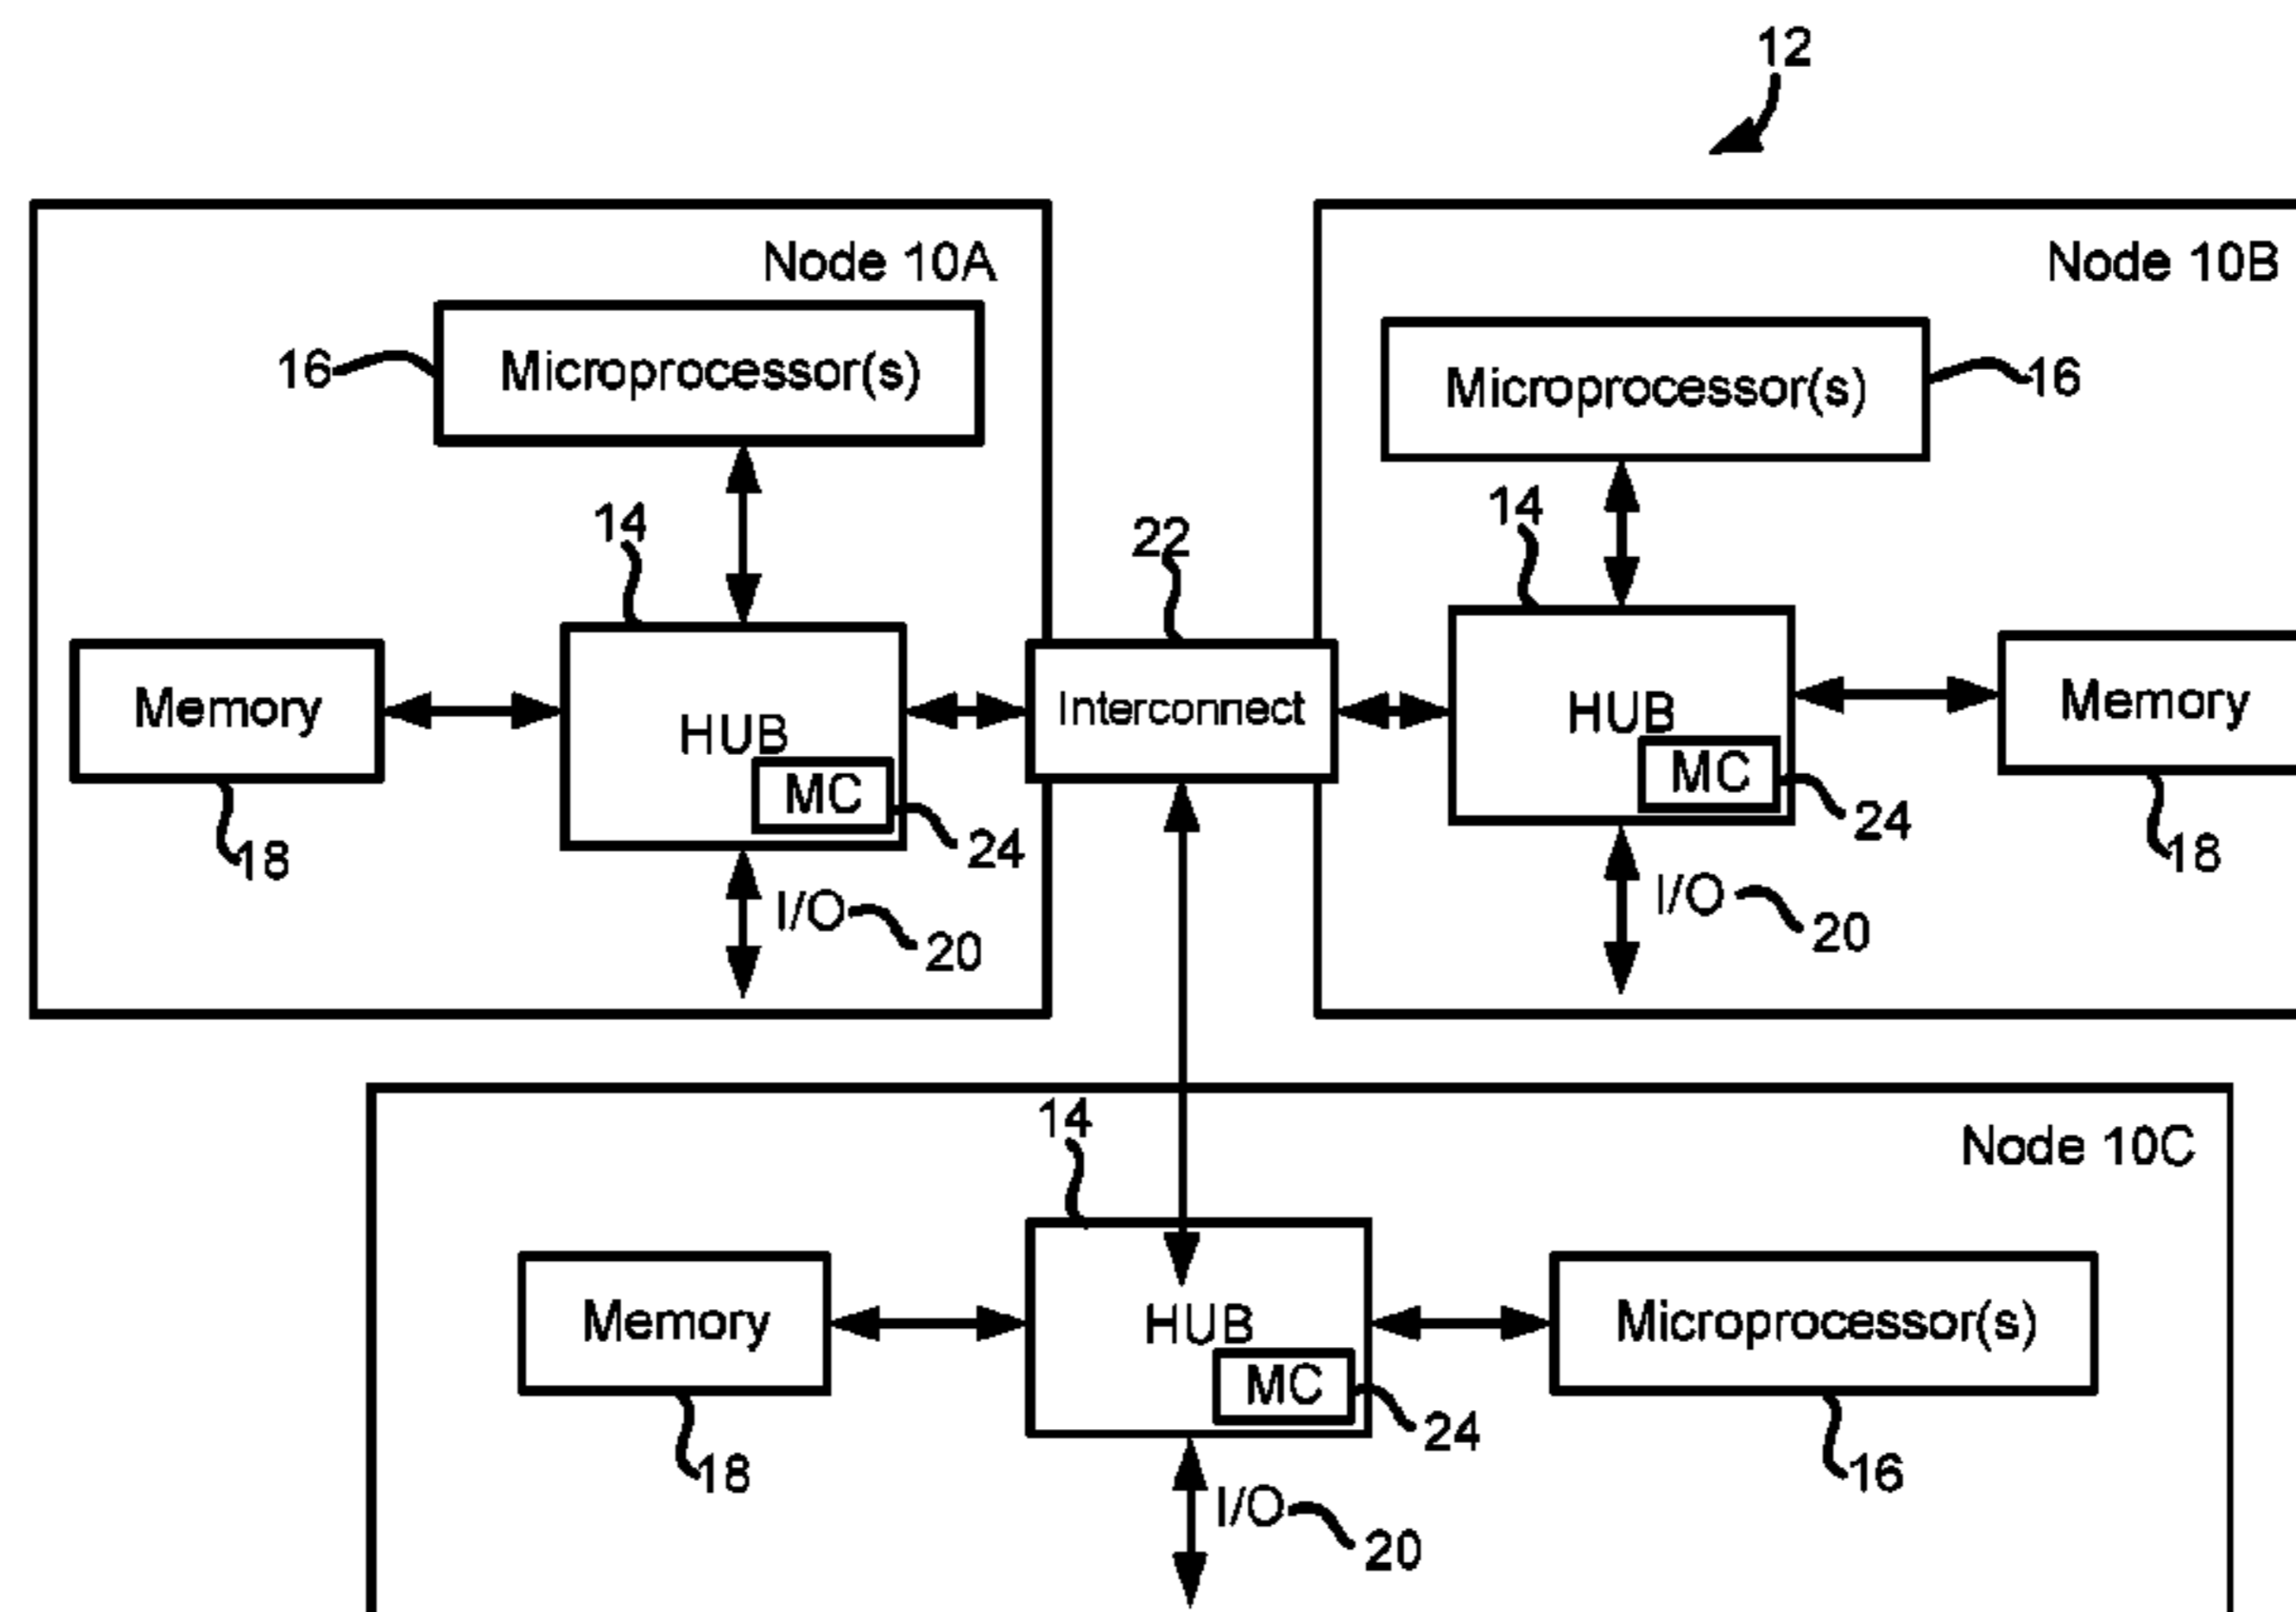 12
Node 10A
Node 10B
16
Microprocessor(s)
Microprocessor(s)
16
14
22
14
Memory
HUB
MC
Interconnect
HUB
MC
Memory
18
24
24
18
I/O
20
I/O
20
14
Node 10C
Memory
HUB
MC
Microprocessor(s)
18
24
16
I/O
20